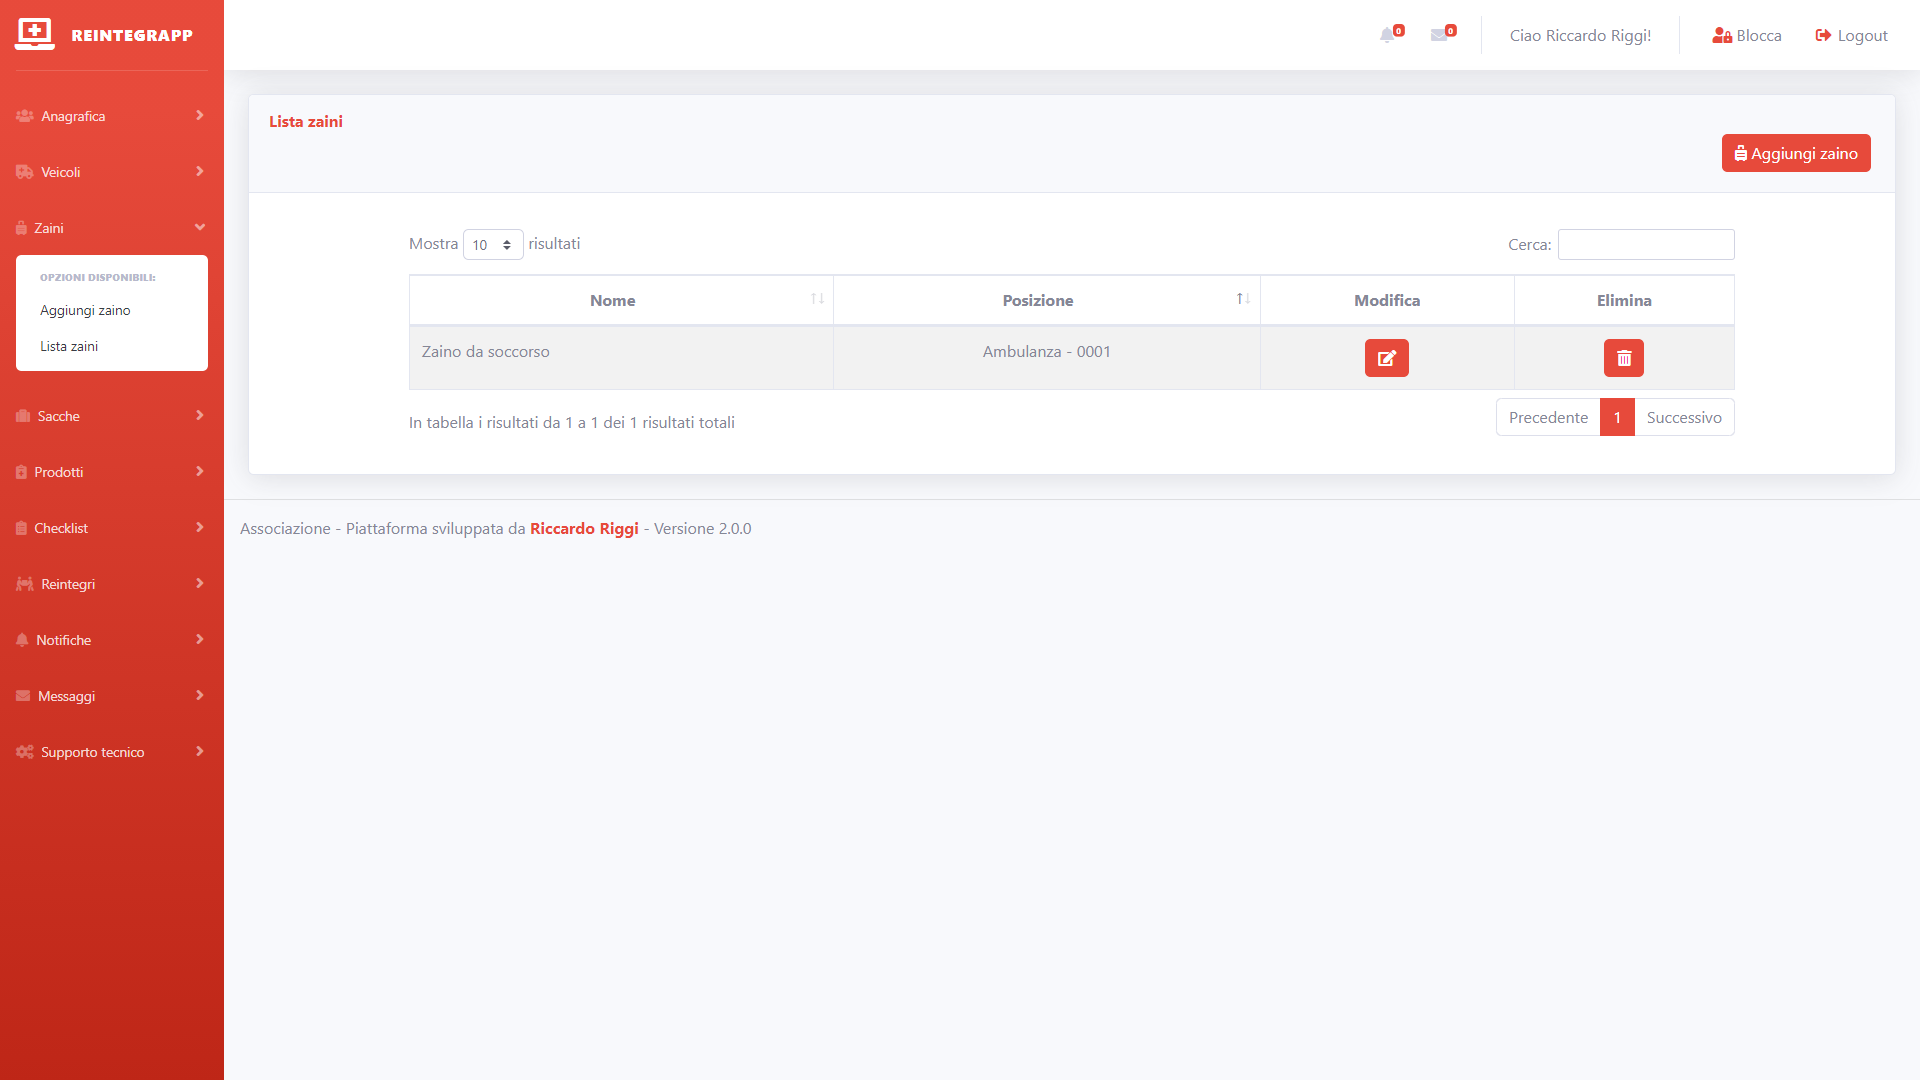 REINTEGRAPP
0
0
Ciao Riccardo Riggi!
Blocca
Logout
Anagrafica
Veicoli
Zaini
OPZIONI DISPONIBILI:
Aggiungi zaino
Lista zaini
Sacche
Prodotti
Checklist
Reintegri
Notifiche
Messaggi
Supporto tecnico
Lista zaini
Aggiungi zaino
Mostra 10 risultati
Cerca:
Nome Posizione Modifica Elimina
Zaino da soccorso Ambulanza - 0001
In tabella i risultati da 1 a 1 dei 1 risultati totali
Precedente 1 Successivo
Associazione - Piattaforma sviluppata da Riccardo Riggi - Versione 2.0.0